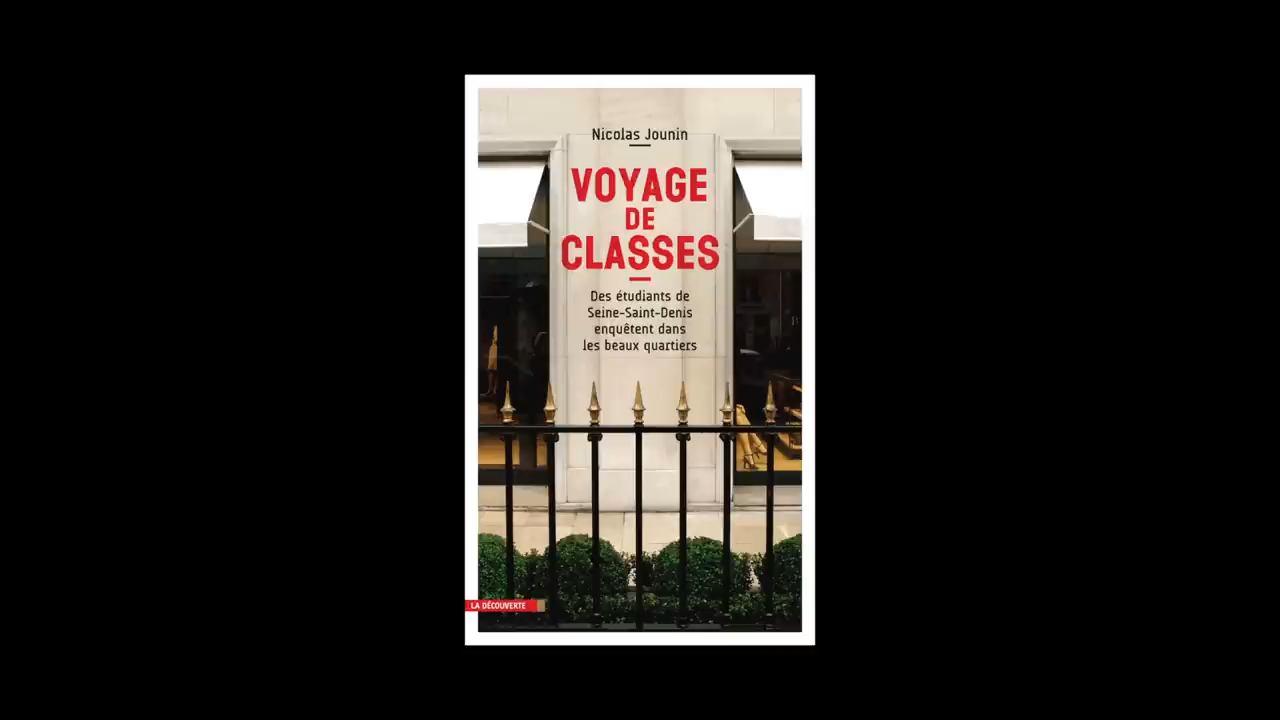 Nicolas Jounin
VOYAGE
DE
CLASSES
Des étudiants de
Seine-Saint-Denis
enquêtent dans
les beaux quartiers
LA DÉCOUVERTE